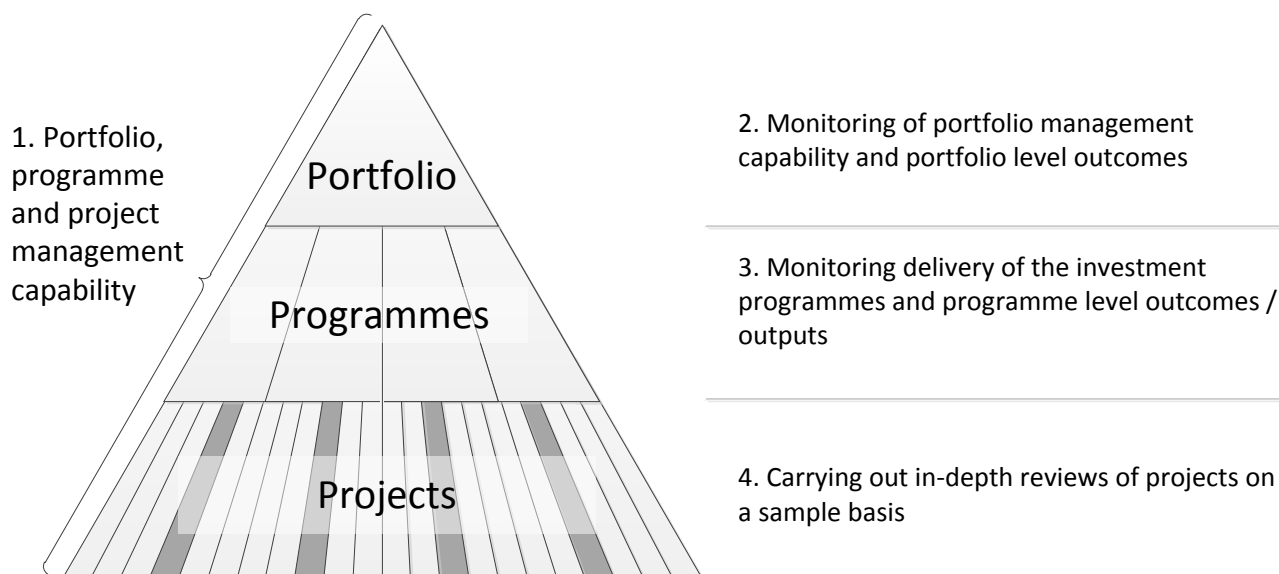 1. Portfolio,
programme
and project
management
capability
Portfolio
Programmes
Projects
2. Monitoring of portfolio management
capability and portfolio level outcomes
3. Monitoring delivery of the investment
programmes and programme level outcomes /
outputs
4. Carrying out in-depth reviews of projects on
a sample basis